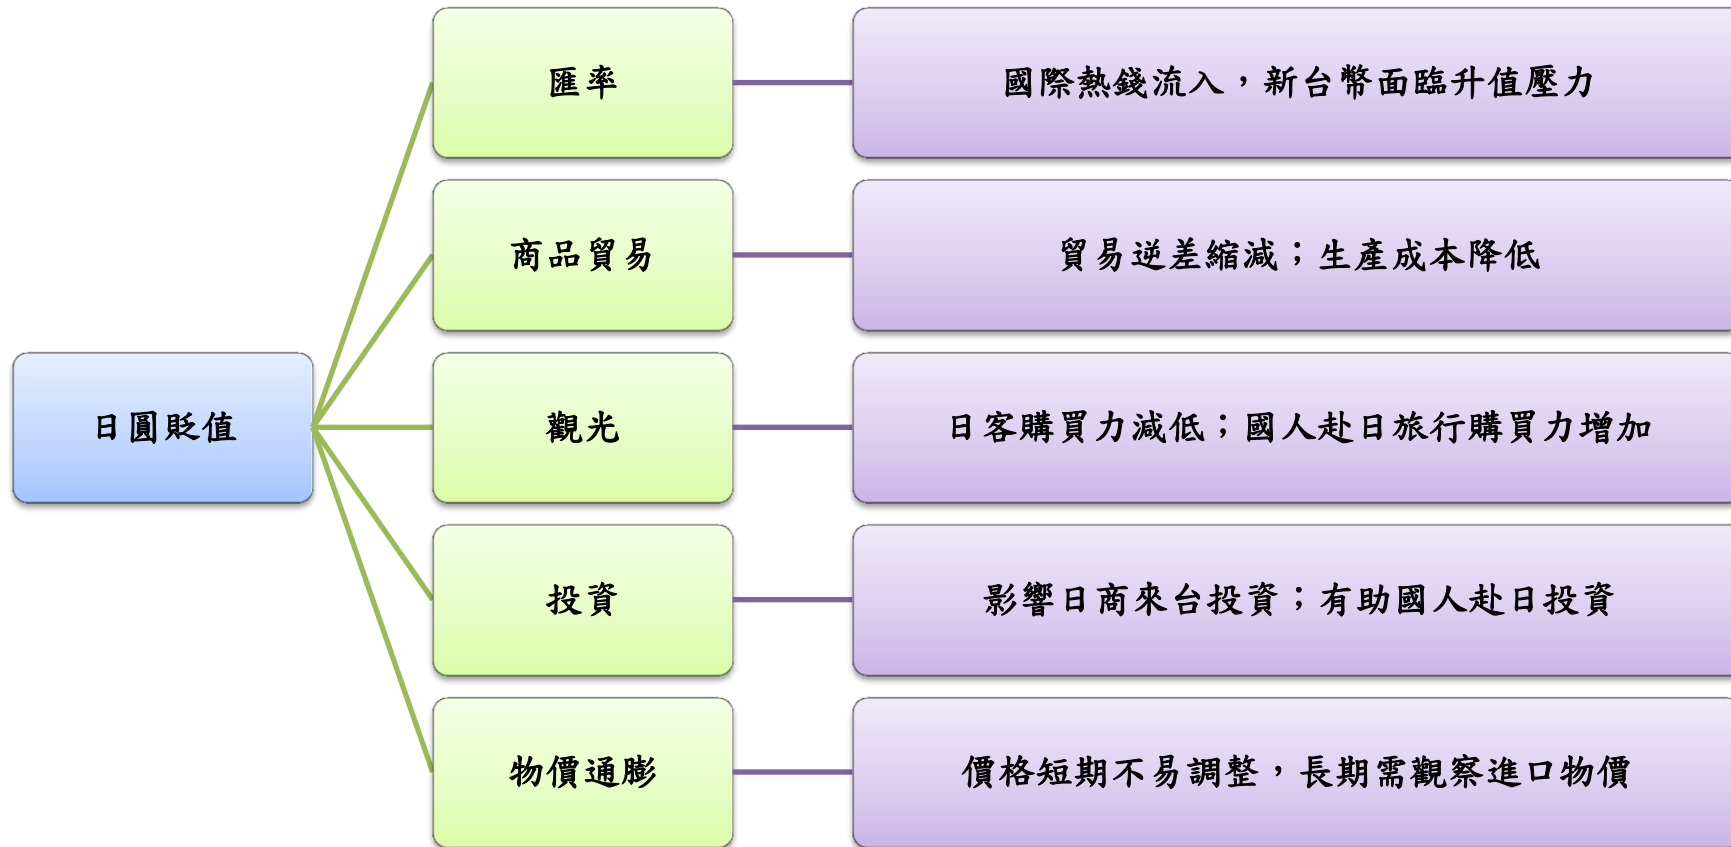 匯率
國際熱錢流入，新台幣面臨升值壓力
商品貿易
貿易逆差縮減；生產成本降低
日圓貶值
觀光
日客購買力減低；國人赴日旅行購買力增加
投資
影響日商來台投資；有助國人赴日投資
物價通膨
價格短期不易調整，長期需觀察進口物價